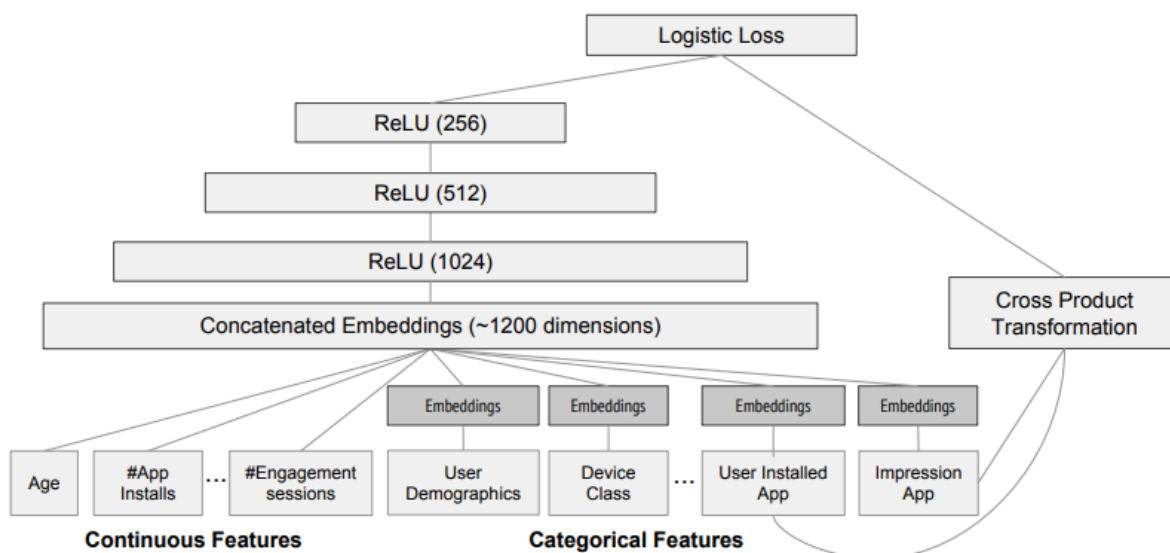 Logistic Loss
ReLU (256)
ReLU (512)
ReLU (1024)
Concatenated Embeddings (~1200 dimensions)
Cross Product
Transformation
Embeddings
Embeddings
Embeddings
Embeddings
Age
#App
Installs
...
#Engagement
sessions
User
Demographics
Device
Class
...
User Installed
App
Impression
App
Continuous Features
Categorical Features